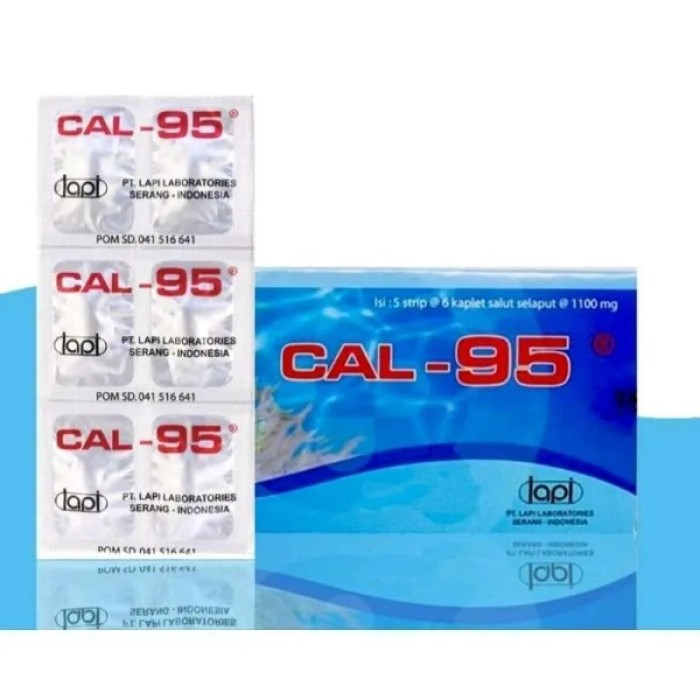 CAL -95®
lapi
PT. LAPI LABORATORIES
SERANG - INDONESIA
POM SD. 041 516 641
CAL -95®
lapi
PT. LAPI LABORATORIES
SERANG - INDONESIA
POM SD. 041 516 641
CAL -95®
lapi
PT. LAPI LABORATORIES
SERANG - INDONESIA
POM SD 041 516 641
Isi : 5 strip @ 6 kaplet salut selaput @ 1100 mg
CAL -95®
lapi
PT. LAPI LABORATORIES
SERANG - INDONESIA